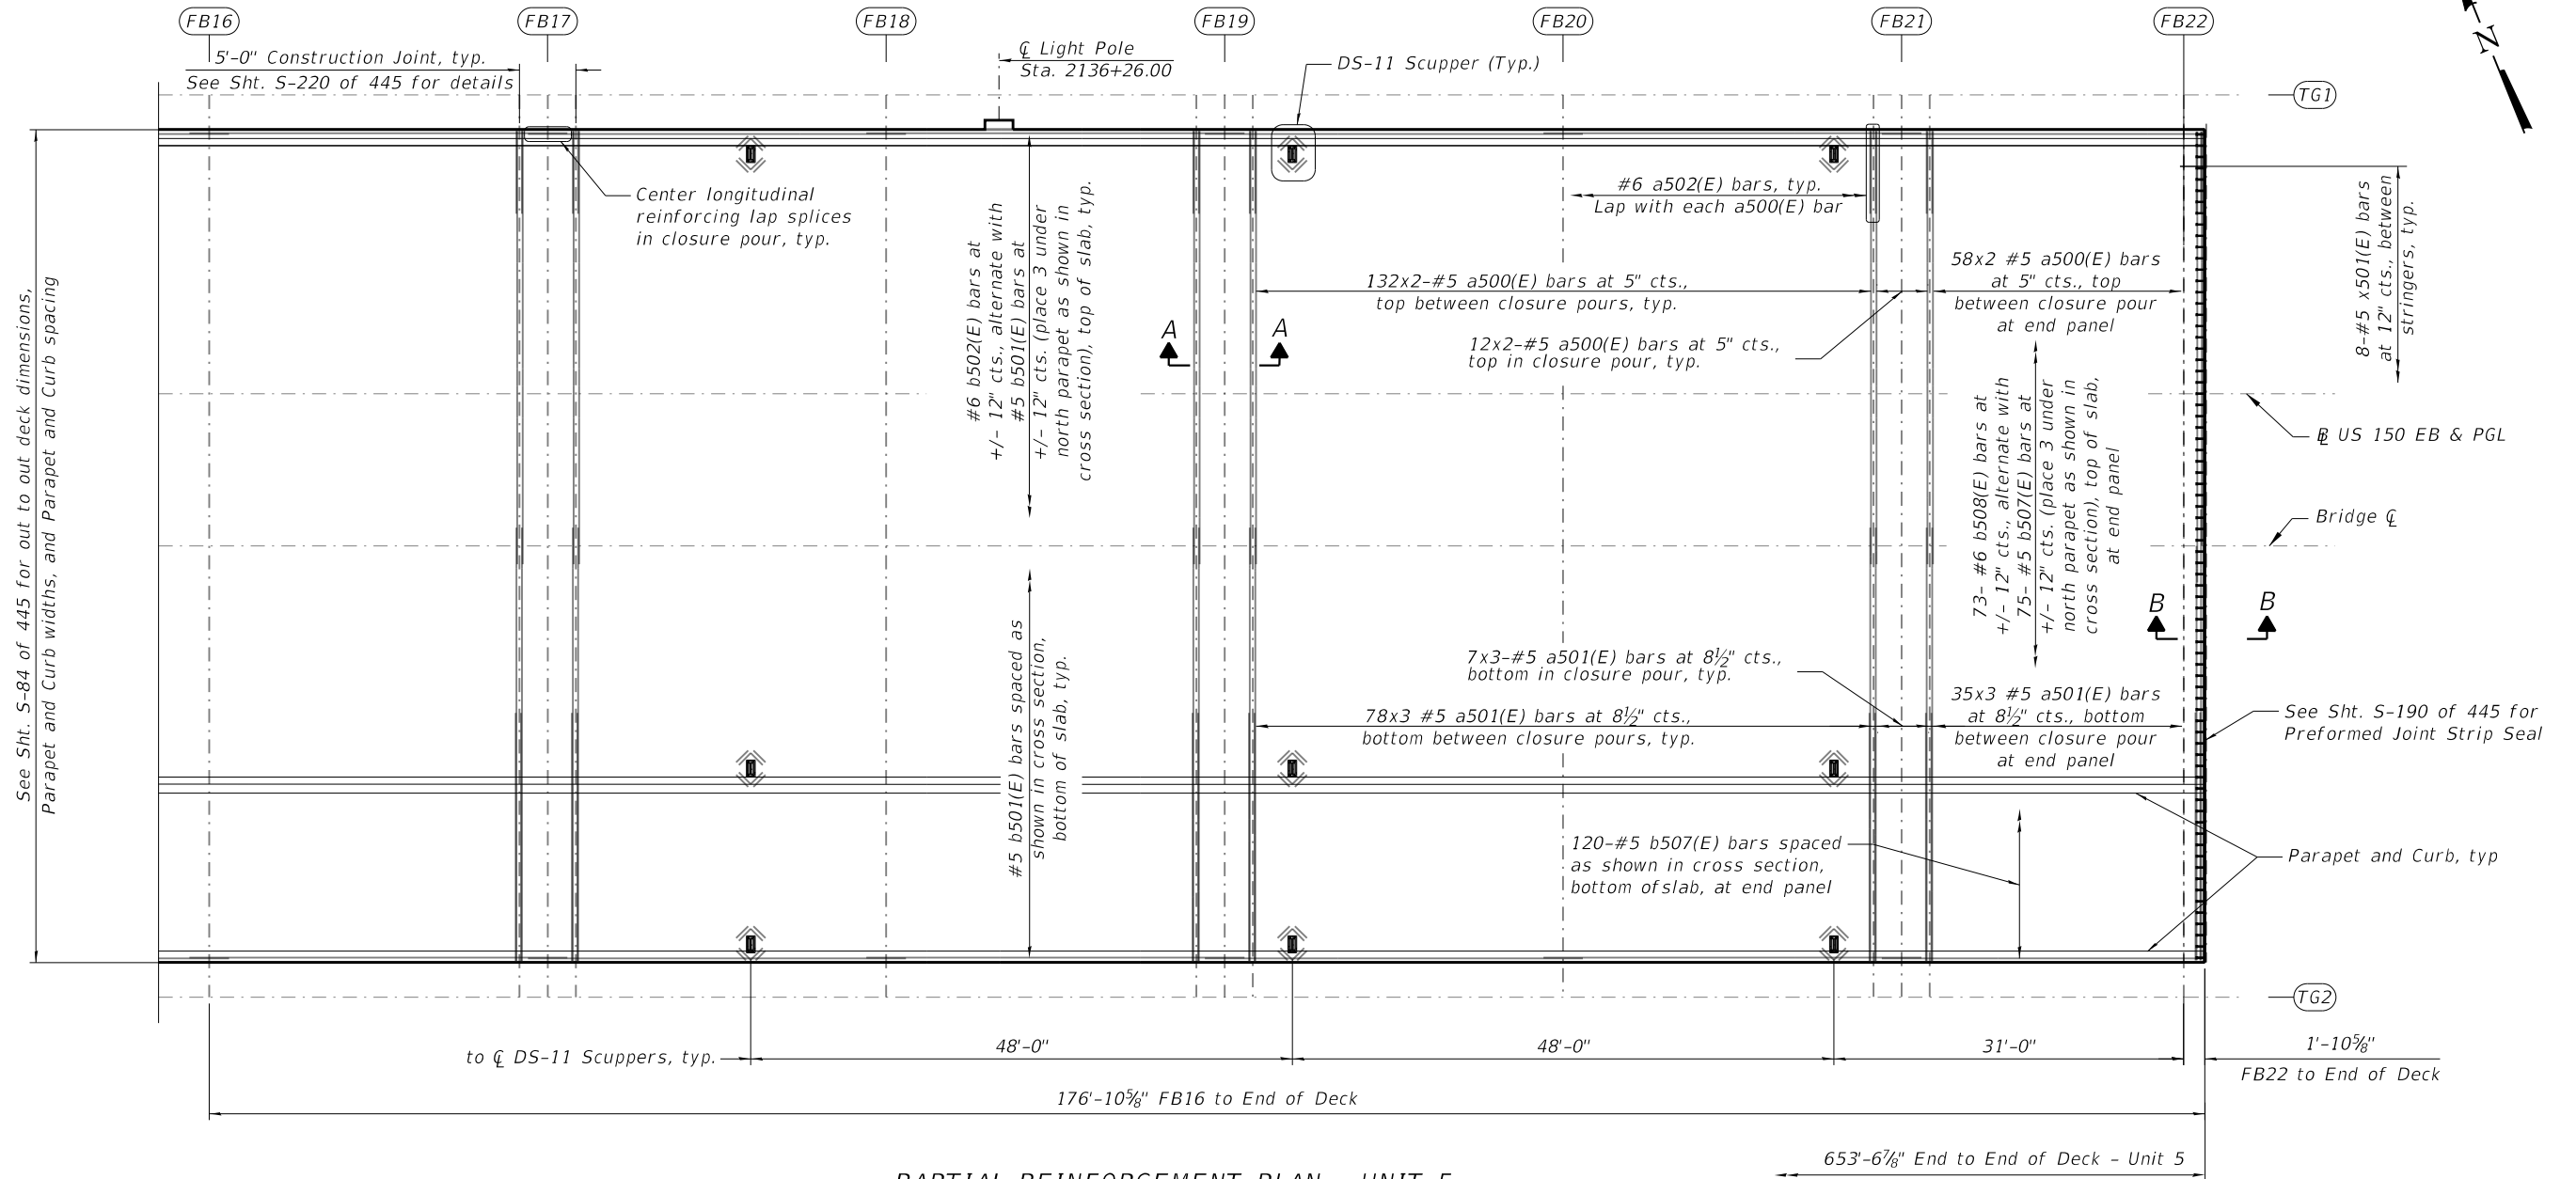 FB16
FB17
FB18
FB19
FB20
FB21
FB22
N
5'-0" Construction Joint, typ.
See Sht. S-220 of 445 for details
℄ Light Pole
Sta. 2136+26.00
DS-11 Scupper (Typ.)
TG1
Center longitudinal
reinforcing lap splices
in closure pour, typ.
#6 b502(E) bars at
+/- 12" cts., alternate with
#5 b501(E) bars at
+/- 12" cts. (place 3 under
north parapet as shown in
cross section), top of slab, typ.
#6 a502(E) bars, typ.
Lap with each a500(E) bar
132x2-#5 a500(E) bars at 5" cts.,
top between closure pours, typ.
12x2-#5 a500(E) bars at 5" cts.,
top in closure pour, typ.
58x2 #5 a500(E) bars
at 5" cts., top
between closure pour
at end panel
8-#5 x501(E) bars
at 12" cts., between
stringers, typ.
A
A
See Sht. S-84 of 445 for out to out deck dimensions,
Parapet and Curb widths, and Parapet and Curb spacing
73- #6 b508(E) bars at
+/- 12" cts., alternate with
75- #5 b507(E) bars at
+/- 12" cts. (place 3 under
north parapet as shown in
cross section), top of slab,
at end panel
B US 150 EB & PGL
Bridge ℄
B
B
#5 b501(E) bars spaced as
shown in cross section,
bottom of slab, typ.
7x3-#5 a501(E) bars at 8½" cts.,
bottom in closure pour, typ.
78x3 #5 a501(E) bars at 8½" cts.,
bottom between closure pours, typ.
35x3 #5 a501(E) bars
at 8½" cts., bottom
between closure pour
at end panel
See Sht. S-190 of 445 for
Preformed Joint Strip Seal
120-#5 b507(E) bars spaced
as shown in cross section,
bottom of slab, at end panel
Parapet and Curb, typ
TG2
to ℄ DS-11 Scuppers, typ.
48'-0"
48'-0"
31'-0"
1'-10⅝"
FB22 to End of Deck
176'-10⅝" FB16 to End of Deck
653'-6⅞" End to End of Deck - Unit 5
PARTIAL REINFORCEMENT PLAN - UNIT 5